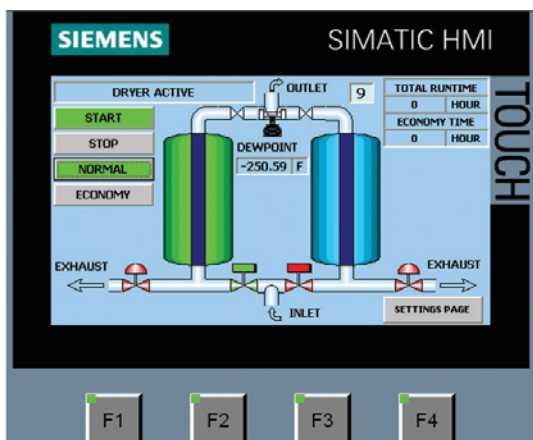 SIEMENS
SIMATIC HMI
TOUCH
DRYER ACTIVE
OUTLET
9
TOTAL RUNTIME
0 HOUR
ECONOMY TIME
0 HOUR
START
STOP
NORMAL
ECONOMY
DEWPOINT
-250.59 F
EXHAUST
EXHAUST
INLET
SETTINGS PAGE
F1
F2
F3
F4